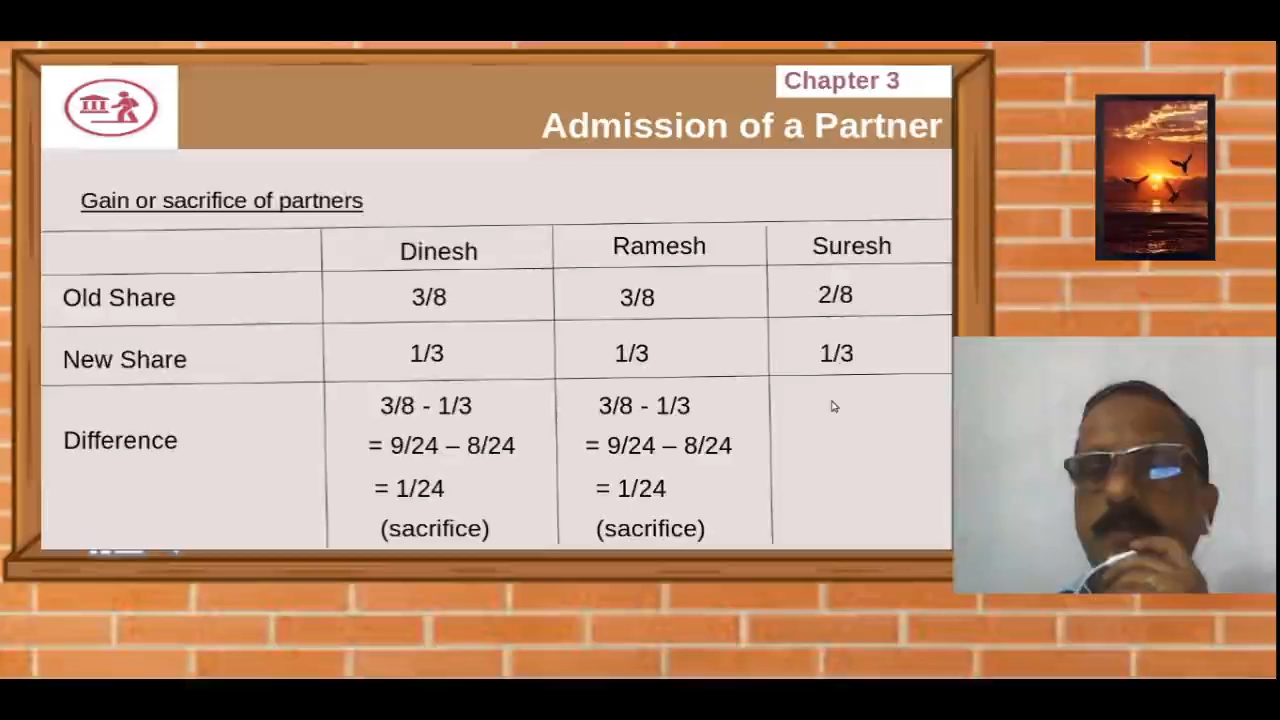 Chapter 3
Admission of a Partner
Gain or sacrifice of partners
Dinesh Ramesh Suresh
Old Share 3/8 3/8 2/8
New Share 1/3 1/3 1/3
3/8 - 1/3 3/8 - 1/3
Difference = 9/24 – 8/24 = 9/24 – 8/24
= 1/24 = 1/24
(sacrifice) (sacrifice)